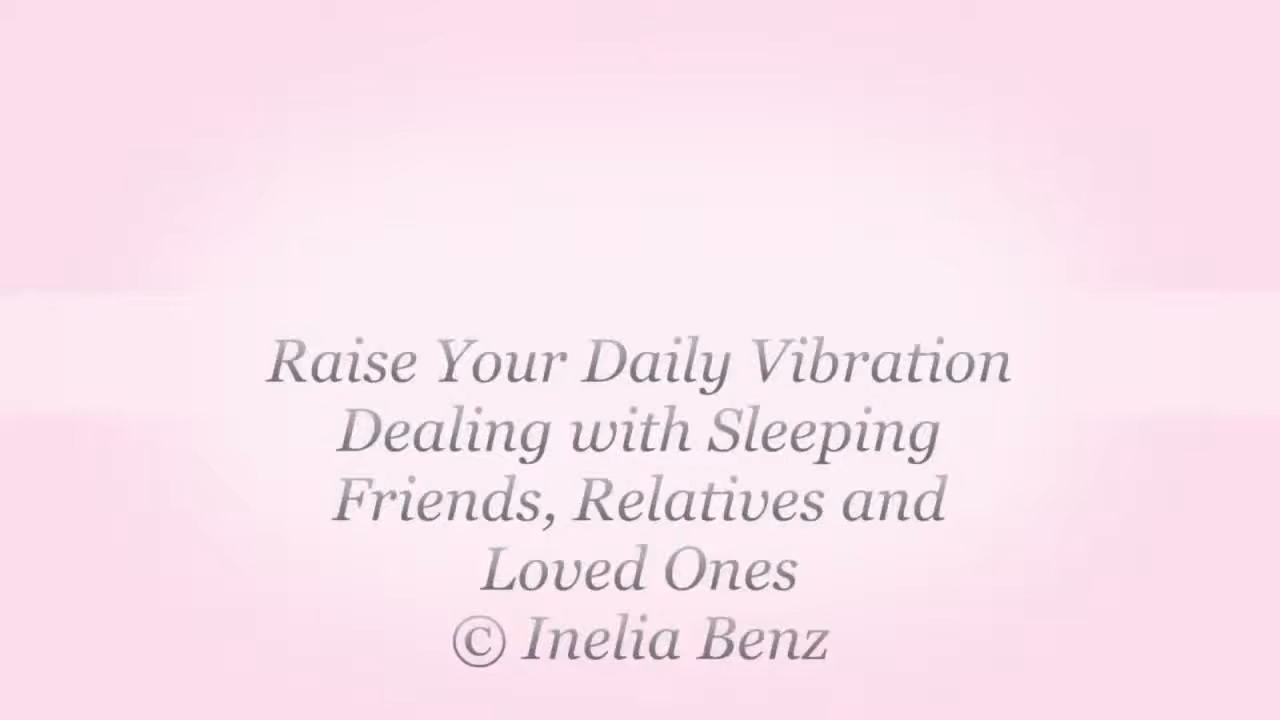 Raise Your Daily Vibration
Dealing with Sleeping
Friends, Relatives and
Loved Ones
© Inelia Benz